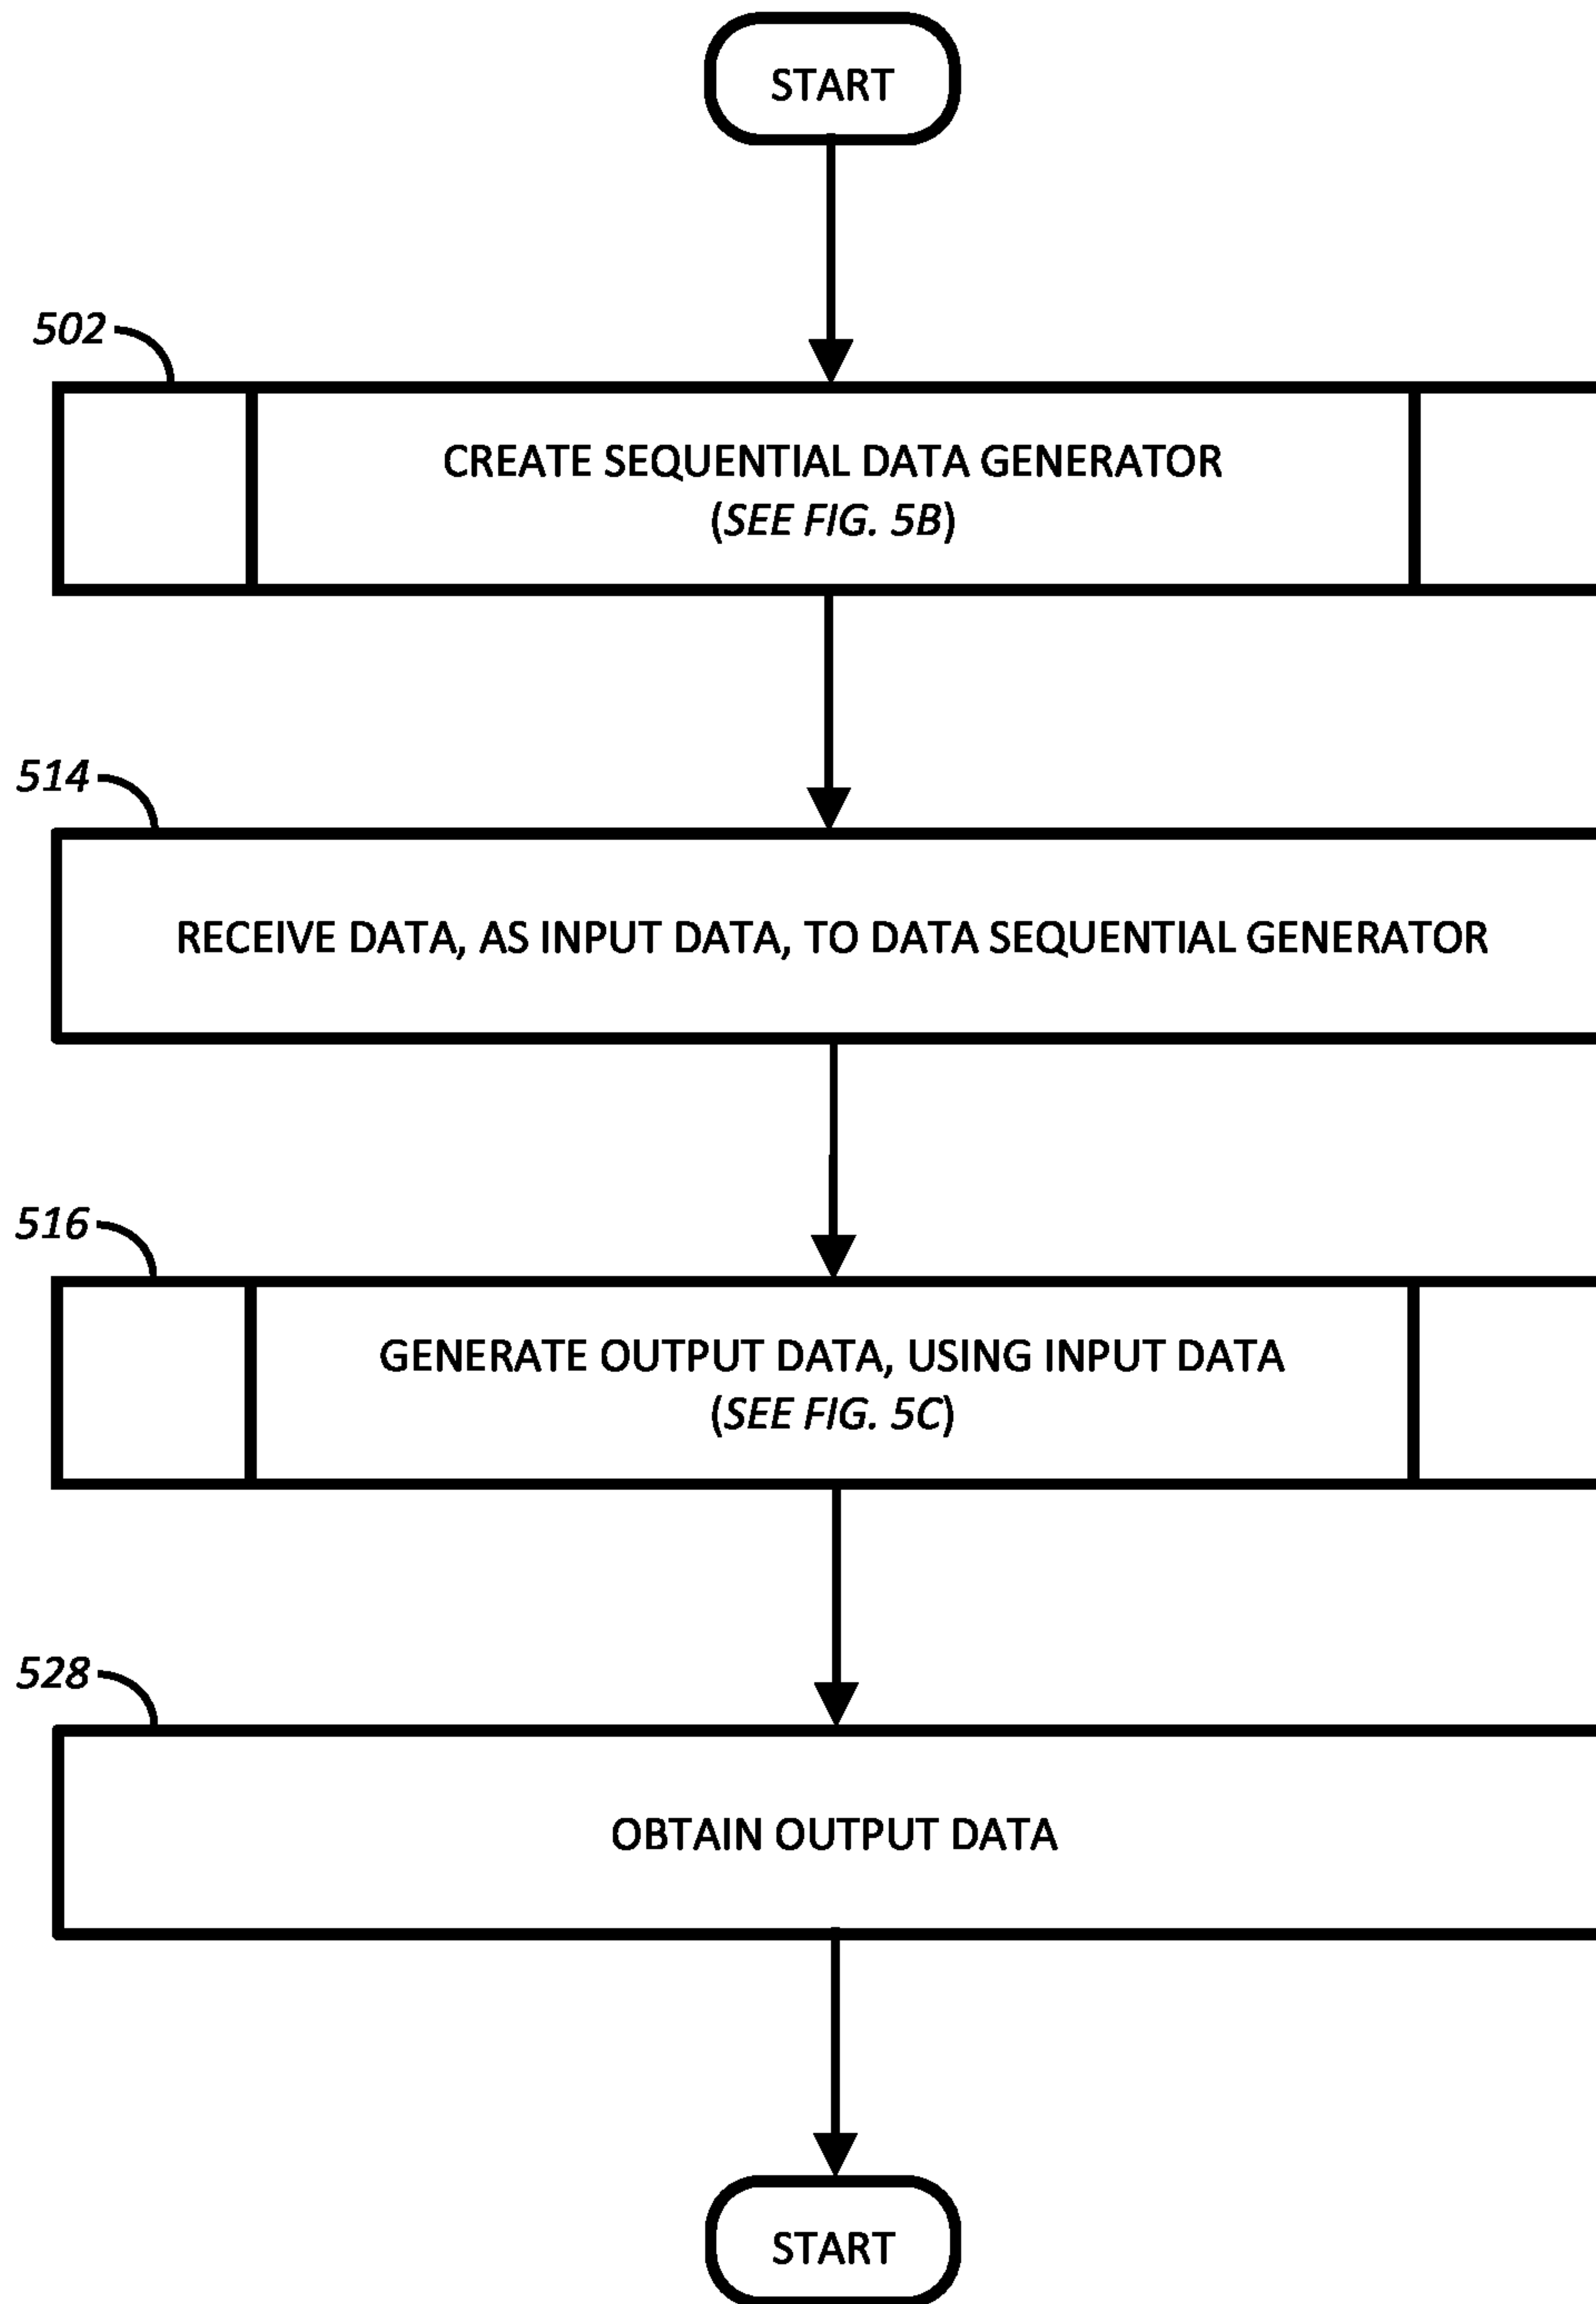 START
502
CREATE SEQUENTIAL DATA GENERATOR
(SEE FIG. 5B)
514
RECEIVE DATA, AS INPUT DATA, TO DATA SEQUENTIAL GENERATOR
516
GENERATE OUTPUT DATA, USING INPUT DATA
(SEE FIG. 5C)
528
OBTAIN OUTPUT DATA
START